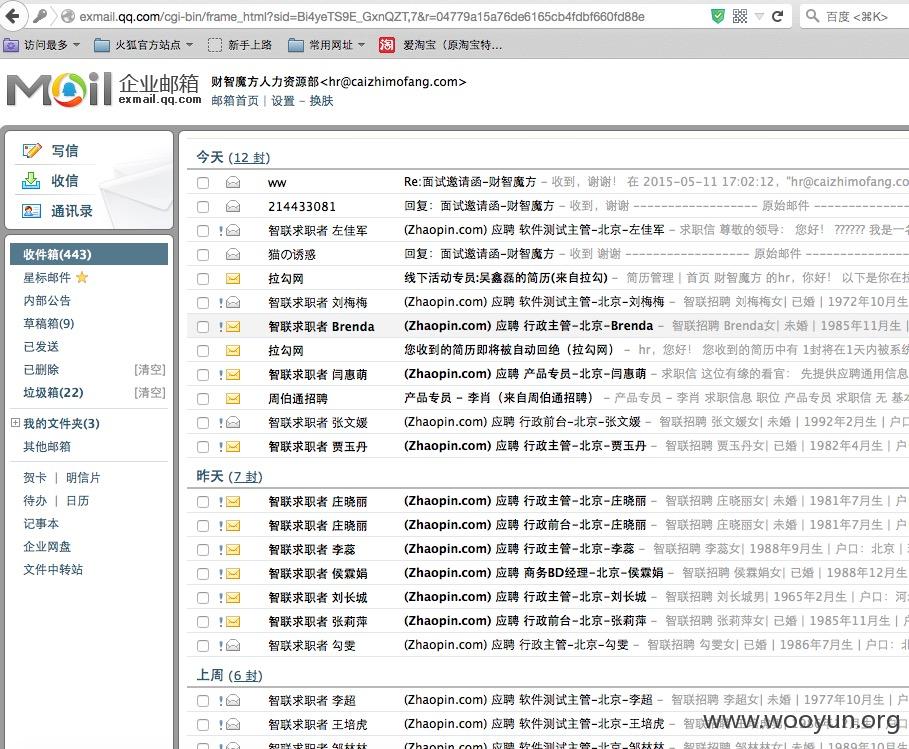 exmail.qq.com/cgi-bin/frame_html?sid=Bi4yeTS9E_GxnQZT,7&r=04779a15a76de6165cb4fdbf660fd88e
百度 <⌘K>
访问最多 火狐官方站点 新手上路 常用网址 淘 爱淘宝（原淘宝特...
Mail 企业邮箱 exmail.qq.com
财智魔方人力资源部<hr@caizhimofang.com>
邮箱首页 | 设置 - 换肤
写信
收信
通讯录
收件箱(443)
星标邮件
内部公告
草稿箱(9)
已发送
已删除 [清空]
垃圾箱(22) [清空]
我的文件夹(3)
其他邮箱
贺卡 | 明信片
待办 | 日历
记事本
企业网盘
文件中转站
今天 (12 封)
ww Re:面试邀请函-财智魔方 - 收到，谢谢！ 在 2015-05-11 17:02:12，"hr@caizhimofang.co
214433081 回复：面试邀请函-财智魔方 - 收到，谢谢 ------------------ 原始邮件 ------------
! 智联求职者 左佳军 (Zhaopin.com) 应聘 软件测试主管-北京-左佳军 - 求职信 尊敬的领导： 您好！ ?????? 我是一名
猫の诱惑 回复：面试邀请函-财智魔方 - 收到 谢谢 ------------------ 原始邮件 ------------
拉勾网 线下活动专员:吴鑫磊的简历(来自拉勾) - 简历管理 | 首页 财智魔方 的hr，你好！ 以下是你在
! 智联求职者 刘梅梅 (Zhaopin.com) 应聘 软件测试主管-北京-刘梅梅 - 智联招聘 刘梅梅女| 已婚 | 1972年10月生
! 智联求职者 Brenda (Zhaopin.com) 应聘 行政主管-北京-Brenda - 智联招聘 Brenda女| 未婚 | 1985年11月生 |
拉勾网 您收到的简历即将被自动回绝（拉勾网） - hr，您好！ 您收到的简历中有 1封将在1天内被系统
! 智联求职者 闫惠萌 (Zhaopin.com) 应聘 产品专员-北京-闫惠萌 - 求职信 这位有缘的看官： 先提供应聘通用信息
周伯通招聘 产品专员 - 李肖（来自周伯通招聘） - 产品专员 - 李肖 求职信息 职位 产品专员 求职信 无 基本
! 智联求职者 张文媛 (Zhaopin.com) 应聘 行政前台-北京-张文媛 - 智联招聘 张文媛女| 未婚 | 1992年2月生 | 户口
! 智联求职者 贾玉丹 (Zhaopin.com) 应聘 行政主管-北京-贾玉丹 - 智联招聘 贾玉丹女| 已婚 | 1982年4月生 | 户
昨天 (7 封)
! 智联求职者 庄晓丽 (Zhaopin.com) 应聘 行政主管-北京-庄晓丽 - 智联招聘 庄晓丽女| 未婚 | 1981年7月生 | 户
! 智联求职者 庄晓丽 (Zhaopin.com) 应聘 行政前台-北京-庄晓丽 - 智联招聘 庄晓丽女| 未婚 | 1981年7月生 | 户
! 智联求职者 李蕊 (Zhaopin.com) 应聘 行政主管-北京-李蕊 - 智联招聘 李蕊女| 未婚 | 1988年9月生 | 户口：北京 |
! 智联求职者 侯霖娟 (Zhaopin.com) 应聘 商务BD经理-北京-侯霖娟 - 智联招聘 侯霖娟女| 已婚 | 1988年12月生
! 智联求职者 刘长城 (Zhaopin.com) 应聘 行政主管-北京-刘长城 - 智联招聘 刘长城男| 1965年2月生 | 户口：河
! 智联求职者 张莉萍 (Zhaopin.com) 应聘 行政前台-北京-张莉萍 - 智联招聘 张莉萍女| 已婚 | 1985年11月生 | 户
! 智联求职者 勾雯 (Zhaopin.com) 应聘 行政主管-北京-勾雯 - 智联招聘 勾雯女| 已婚 | 1986年7月生 | 户口：
上周 (6 封)
! 智联求职者 李超 (Zhaopin.com) 应聘 软件测试主管-北京-李超 - 智联招聘 李超女| 未婚 | 1977年10月生 | 户
! 智联求职者 王培虎 (Zhaopin.com) 应聘 软件测试主管-北京-王培虎 -
www.wooyun.org
! 智联求职者 邹林林 (Zhaopin.com) 应聘 软件测试主管-北京-邹林林